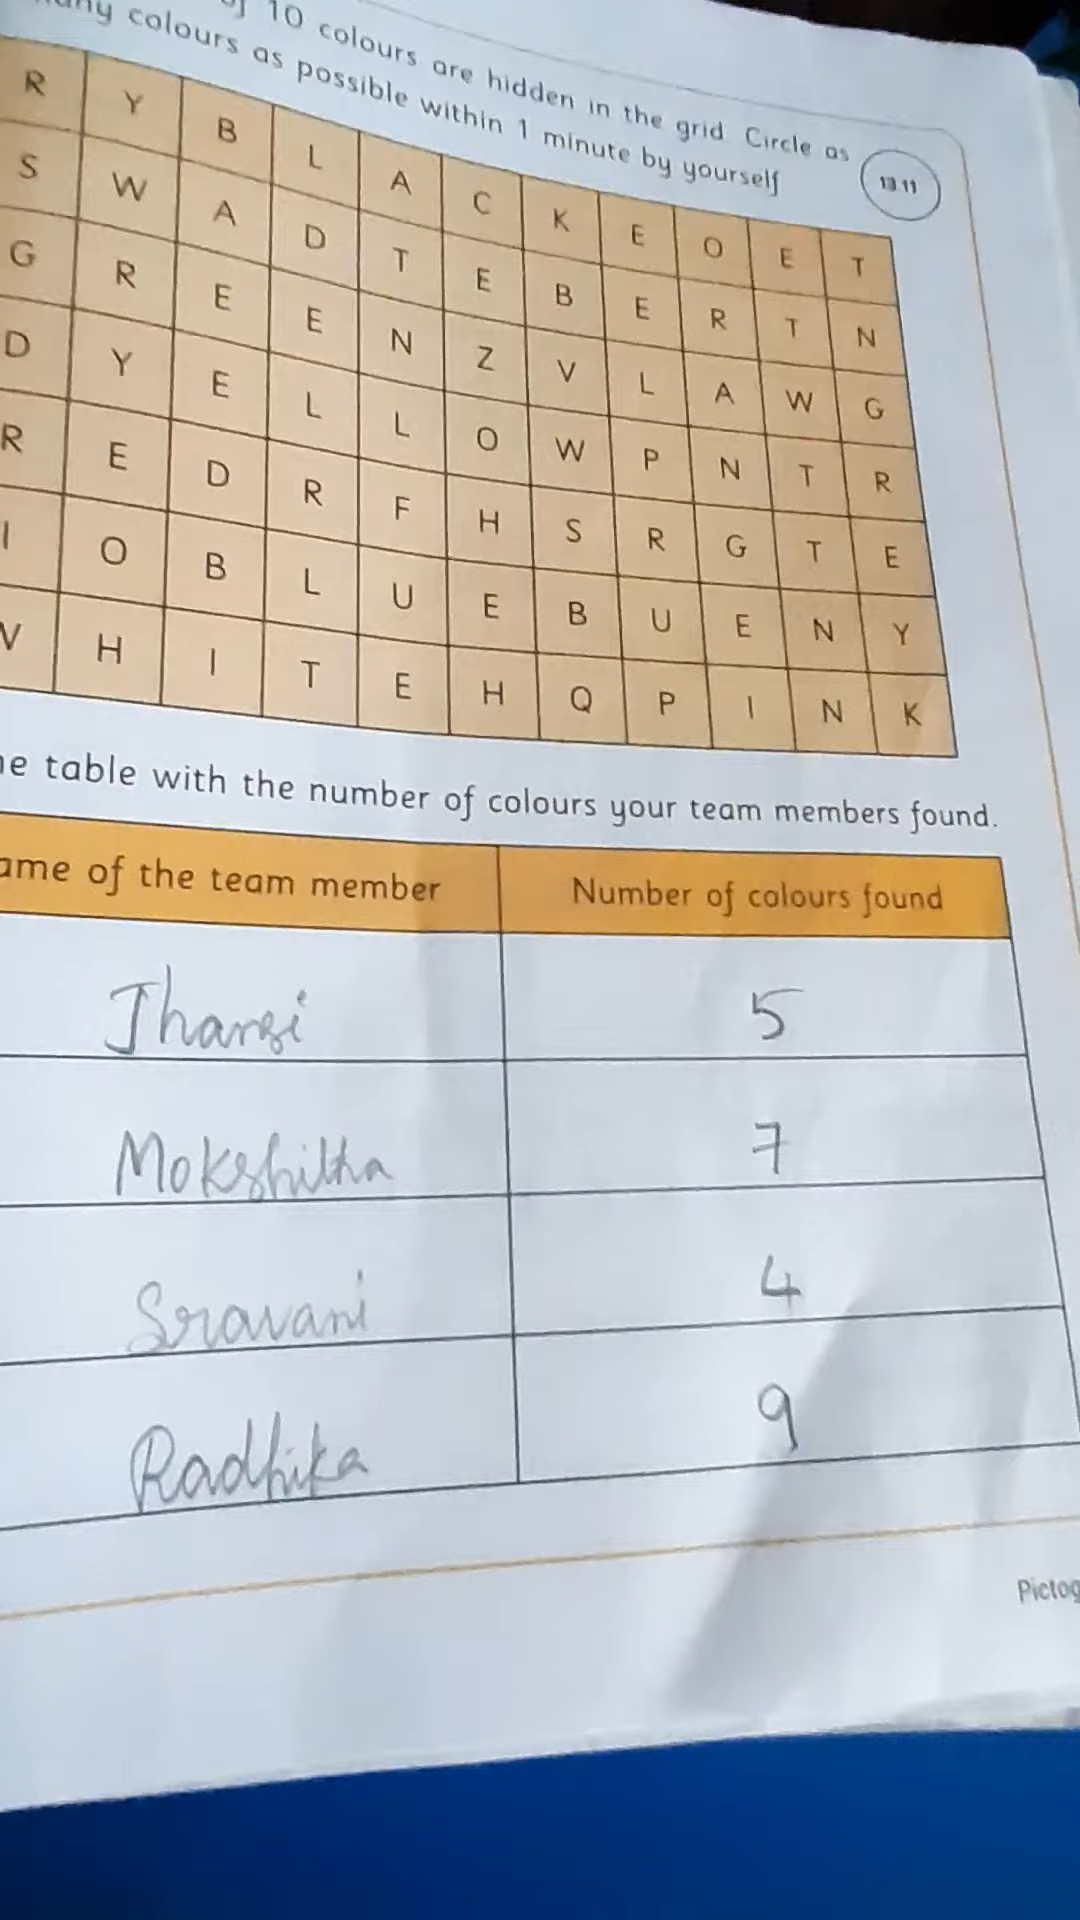 10 colours are hidden in the grid. Circle as
colours as possible within 1 minute by yourself
13.11
R Y B L A C K E O E T
S W A D T E B E R T N
G R E E N Z V L A W G
D Y E L L O W P N T R
R E D R F H S R G T E
I O B L U E B U E N Y
H I T E H Q P I N K
table with the number of colours your team members found.
of the team member Number of colours found
Jhansi 5
Mokshitha 7
Sravani 4
Radhika 9